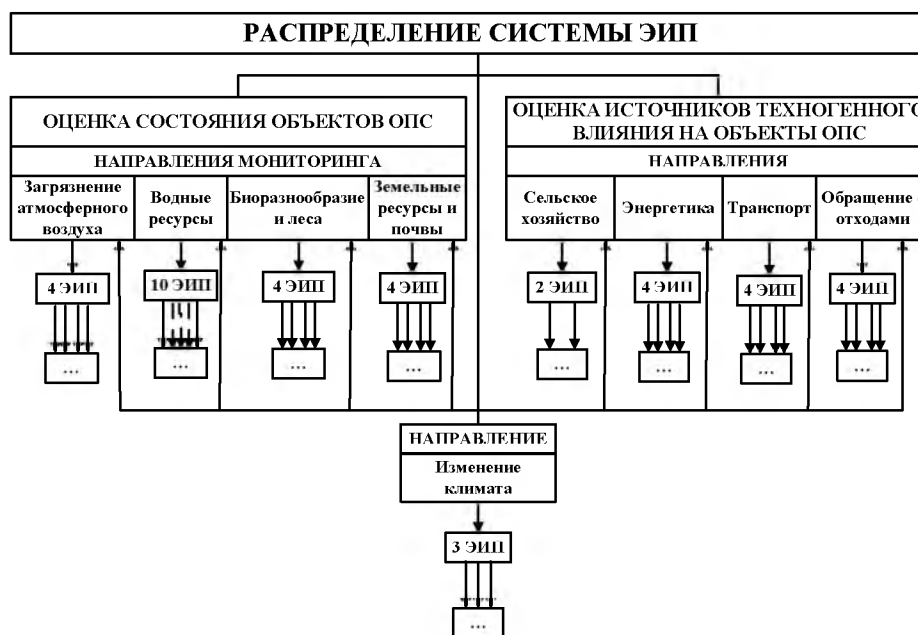 РАСПРЕДЕЛЕНИЕ СИСТЕМЫ ЭИП
ОЦЕНКА СОСТОЯНИЯ ОБЪЕКТОВ ОПС
НАПРАВЛЕНИЯ МОНИТОРИНГА
Загрязнение
атмосферного
воздуха
Водные
ресурсы
Биоразнообразие
и леса
Земельные
ресурсы и
почвы
ОЦЕНКА ИСТОЧНИКОВ ТЕХНОГЕННОГО
ВЛИЯНИЯ НА ОБЪЕКТЫ ОПС
НАПРАВЛЕНИЯ
Сельское
хозяйство
Энергетика
Транспорт
Обращение с
отходами
4 ЭИП
10 ЭИП
4 ЭИП
4 ЭИП
2 ЭИП
4 ЭИП
4 ЭИП
4 ЭИП
...
...
...
...
...
...
...
...
НАПРАВЛЕНИЕ
Изменение
климата
3 ЭИП
...